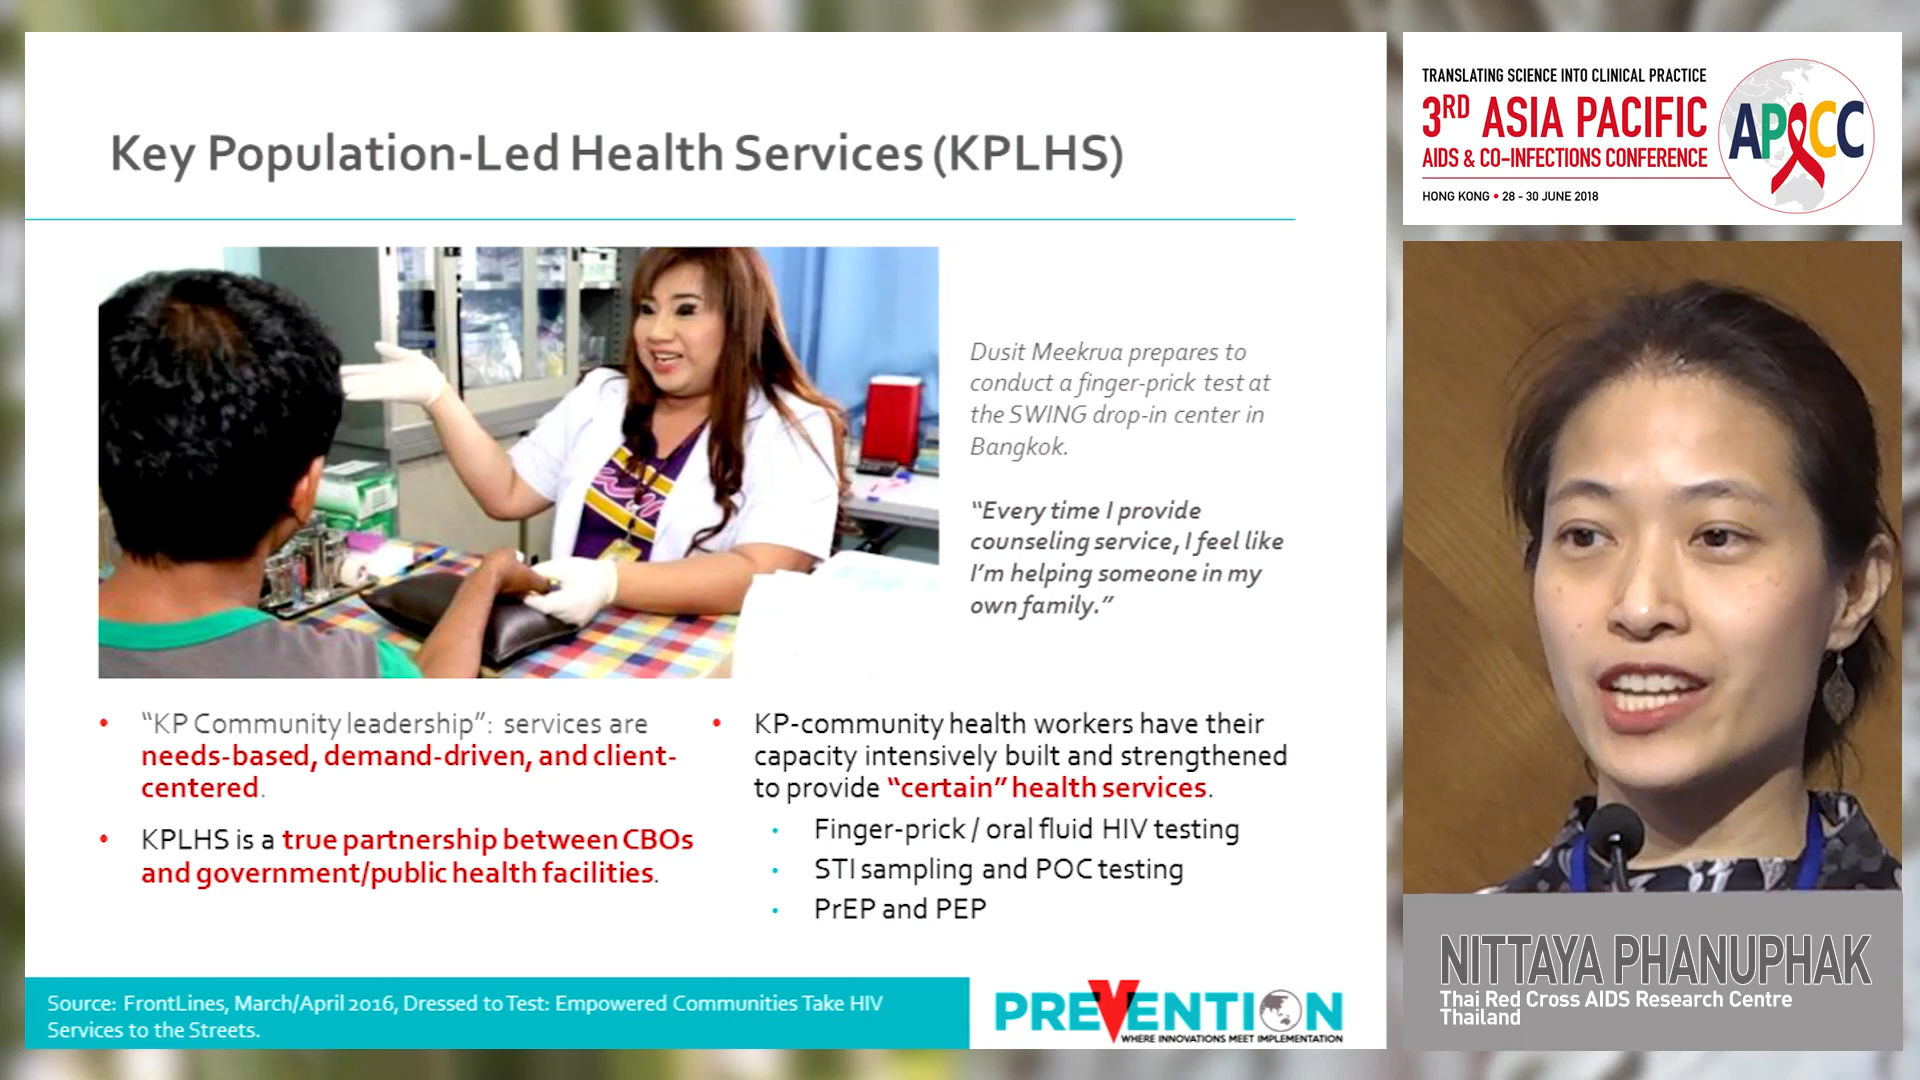 Key Population-Led Health Services (KPLHS)
Dusit Meekrua prepares to
conduct a finger-prick test at
the SWING drop-in center in
Bangkok.
“Every time I provide
counseling service, I feel like
I’m helping someone in my
own family.”
• “KP Community leadership”: services are
needs-based, demand-driven, and client-
centered.
• KPLHS is a true partnership between CBOs
and government/public health facilities.
• KP-community health workers have their
capacity intensively built and strengthened
to provide “certain” health services.
• Finger-prick / oral fluid HIV testing
• STI sampling and POC testing
• PrEP and PEP
Source: FrontLines, March/April 2016, Dressed to Test: Empowered Communities Take HIV
Services to the Streets.
PREVENTION
WHERE INNOVATIONS MEET IMPLEMENTATION
TRANSLATING SCIENCE INTO CLINICAL PRACTICE
3RD ASIA PACIFIC
AIDS & CO-INFECTIONS CONFERENCE
HONG KONG • 28 - 30 JUNE 2018
APACC
NITTAYA PHANUPHAK
Thai Red Cross AIDS Research Centre
Thailand